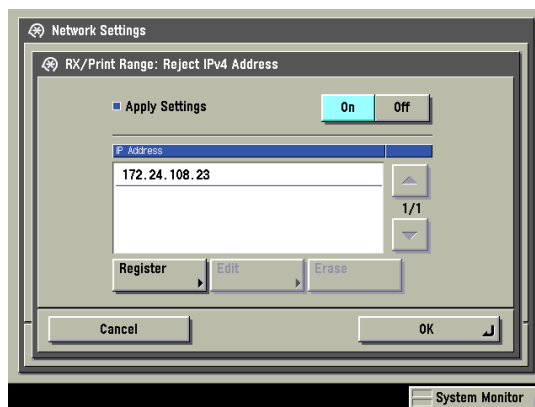 Network Settings
RX/Print Range: Reject IPv4 Address
Apply Settings
On
Off
IP Address
172.24.108.23
1/1
Register
Edit
Erase
Cancel
OK
System Monitor